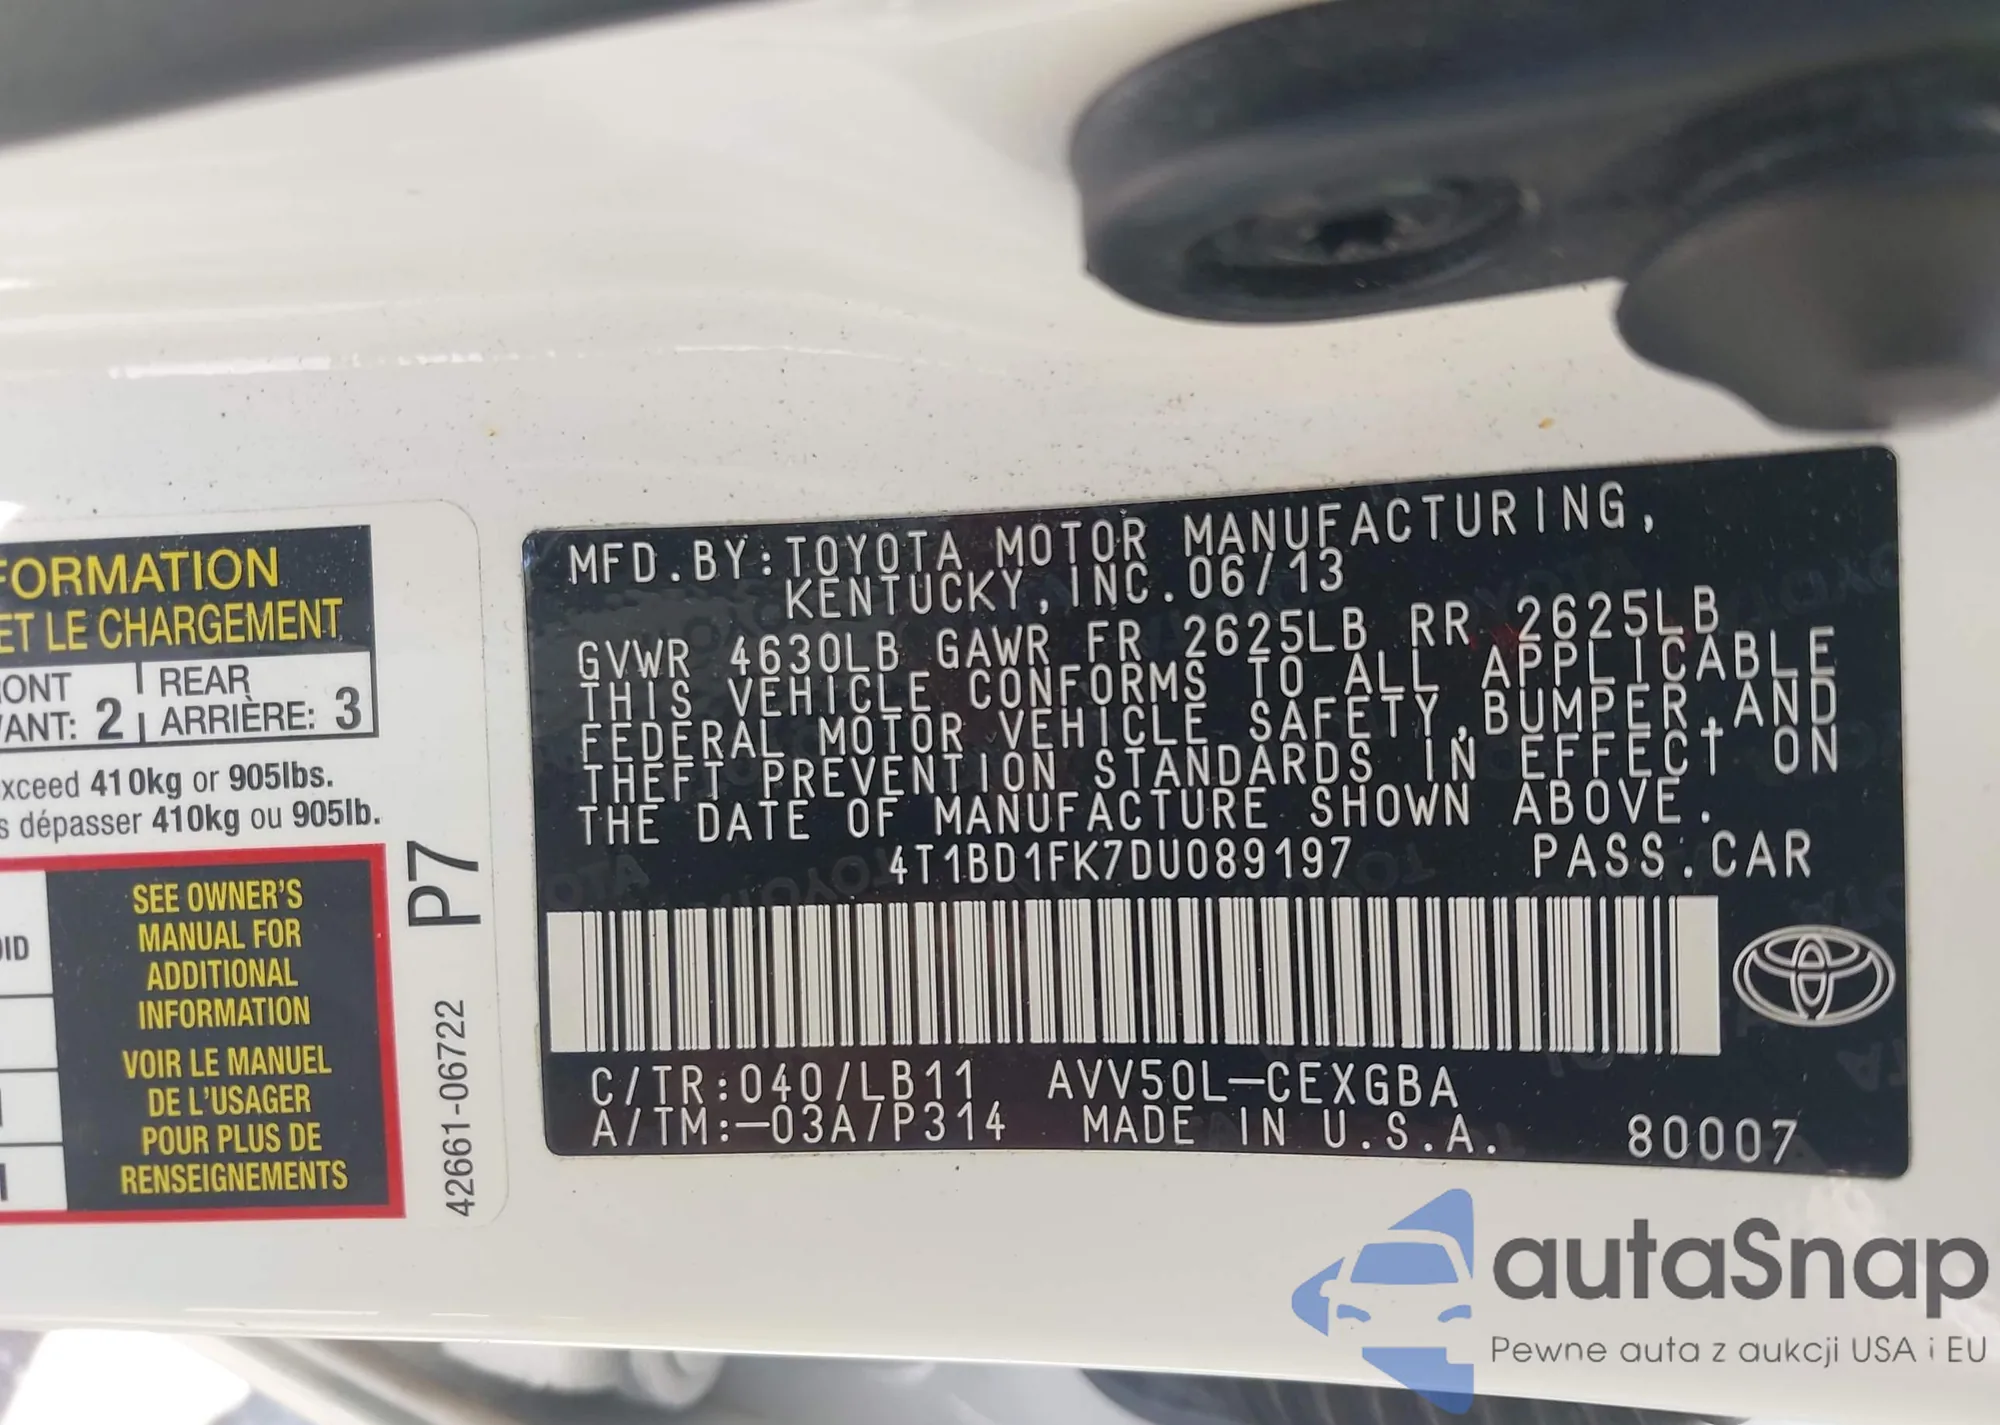 FORMATION
ET LE CHARGEMENT
ONT
ANT: 2
REAR
ARRIÈRE: 3
xceed 410kg or 905lbs.
s dépasser 410kg ou 905lb.
OID
SEE OWNER'S
MANUAL FOR
ADDITIONAL
INFORMATION
VOIR LE MANUEL
DE L'USAGER
POUR PLUS DE
RENSEIGNEMENTS
P7
42661-06722
MFD.BY:TOYOTA MOTOR MANUFACTURING,
KENTUCKY,INC.06/13
GVWR 4630LB GAWR FR 2625LB RR 2625LB
THIS VEHICLE CONFORMS TO ALL APPLICABLE
FEDERAL MOTOR VEHICLE SAFETY,BUMPER,AND
THEFT PREVENTION STANDARDS IN EFFECT ON
THE DATE OF MANUFACTURE SHOWN ABOVE.
4T1BD1FK7DU089197 PASS.CAR
C/TR:040/LB11 AVV50L-CEXGBA
A/TM:-03A/P314 MADE IN U.S.A. 80007
autaSnap
Pewne auta z aukcji USA i EU